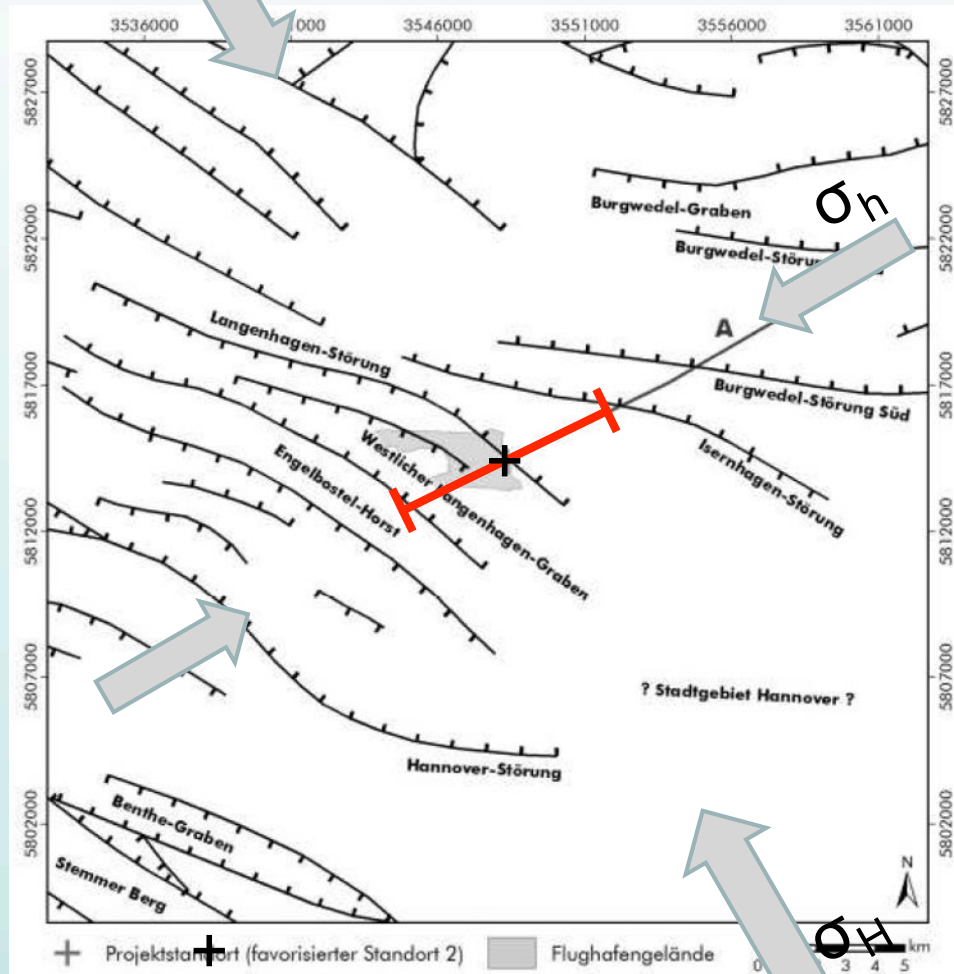 3536000
3546000
3551000
3556000
3561000
5827000
5827000
Burgwedel-Graben
σh
5822000
Burgwedel-Störung
5822000
A
Langenhagen-Störung
5817000
Burgwedel-Störung Süd
5817000
Westlicher Langenhagen-Graben
Engelbostel-Horst
Isernhagen-Störung
5812000
5812000
5807000
? Stadtgebiet Hannover ?
5807000
Hannover-Störung
5802000
Benthe-Graben
5802000
Stemmer Berg
N
σH
km
Projektstandort (favorisierter Standort 2)
Flughafengelände
0
3 4 5